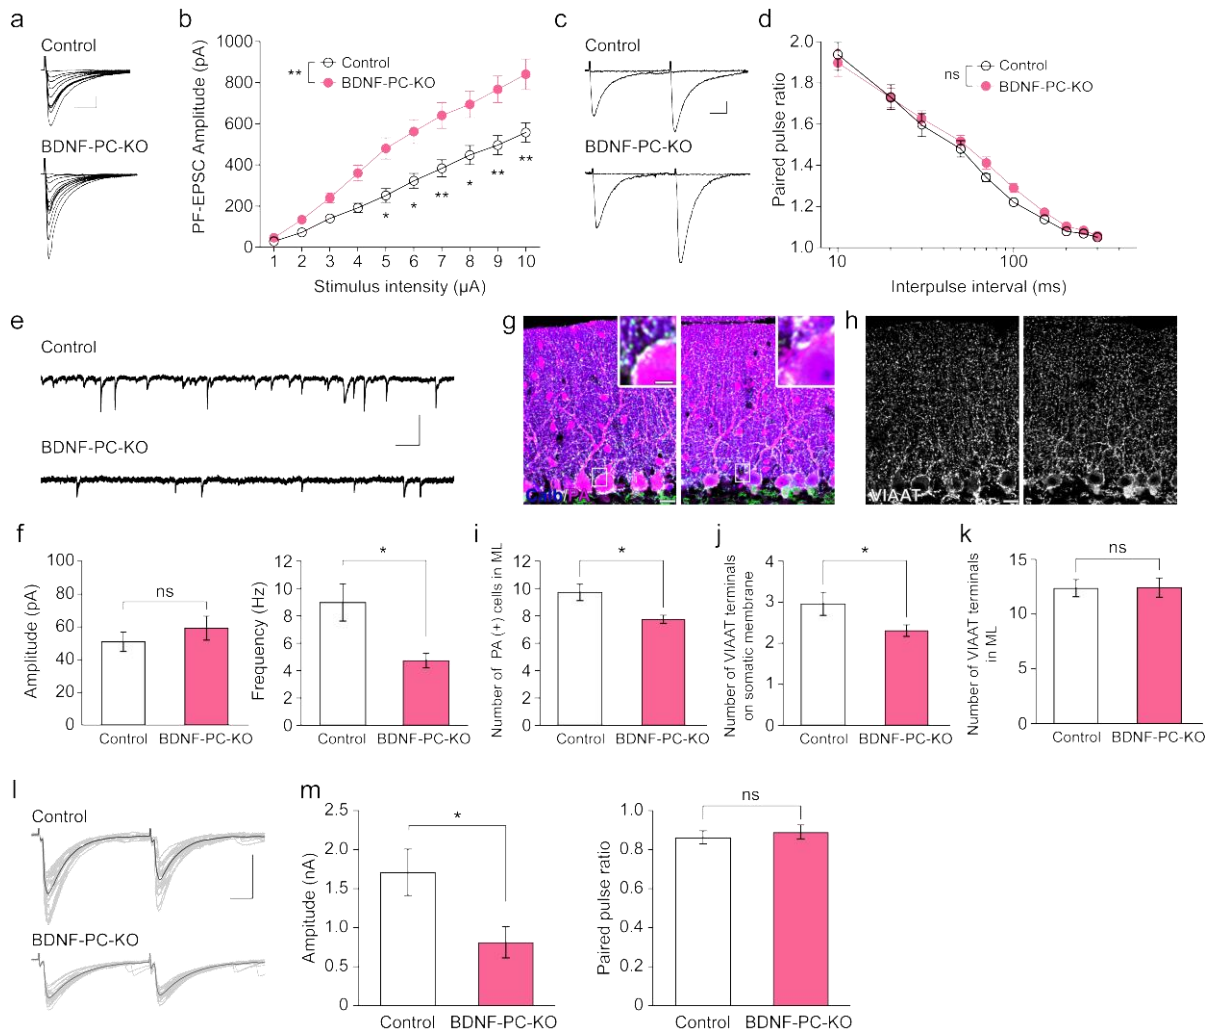 a
Control
BDNF-PC-KO
b
PF-EPSC Amplitude (pA)
1000
800
600
400
200
0
**
Control
BDNF-PC-KO
*
*
**
*
**
**
1 2 3 4 5 6 7 8 9 10
Stimulus intensity (µA)
c
Control
BDNF-PC-KO
d
Paired pulse ratio
2.0
1.8
1.6
1.4
1.2
1.0
ns
Control
BDNF-PC-KO
10 100
Interpulse interval (ms)
e
Control
BDNF-PC-KO
g
h
VIAAT
f
Amplitude (pA)
100
80
60
40
20
0
ns
Control BDNF-PC-KO
Frequency (Hz)
12
10
8
6
4
2
0
*
Control BDNF-PC-KO
i
Number of PA (+) cells in ML
12
10
8
6
4
2
0
*
Control BDNF-PC-KO
j
Number of VIAAT terminals
on somatic membrane
4
3
2
1
0
*
Control BDNF-PC-KO
k
Number of VIAAT terminals
in ML
15
10
5
0
ns
Control BDNF-PC-KO
l
Control
BDNF-PC-KO
m
Ampitude (nA)
2.5
2.0
1.5
1.0
0.5
0
*
Control BDNF-PC-KO
Paired pulse ratio
1.0
0.8
0.6
0.4
0.2
0
ns
Control BDNF-PC-KO